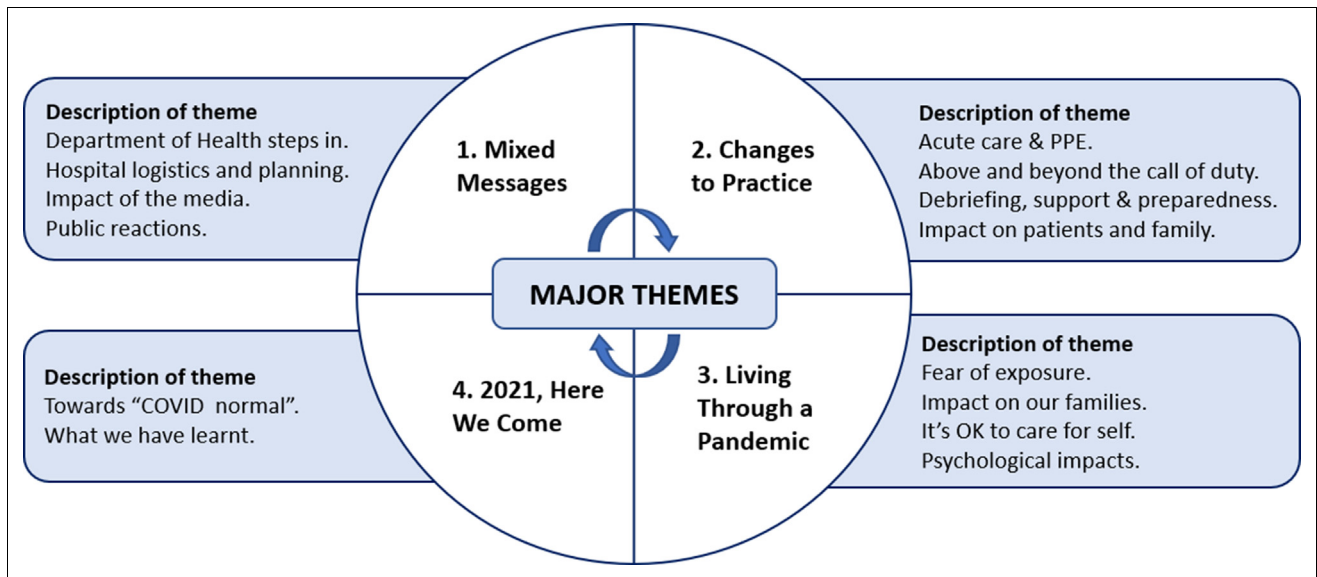 Description of theme
Department of Health steps in.
Hospital logistics and planning.
Impact of the media.
Public reactions.
1. Mixed
Messages
2. Changes
to Practice
Description of theme
Acute care & PPE.
Above and beyond the call of duty.
Debriefing, support & preparedness.
Impact on patients and family.
MAJOR THEMES
Description of theme
Towards “COVID normal”.
What we have learnt.
4. 2021, Here
We Come
3. Living
Through a
Pandemic
Description of theme
Fear of exposure.
Impact on our families.
It’s OK to care for self.
Psychological impacts.